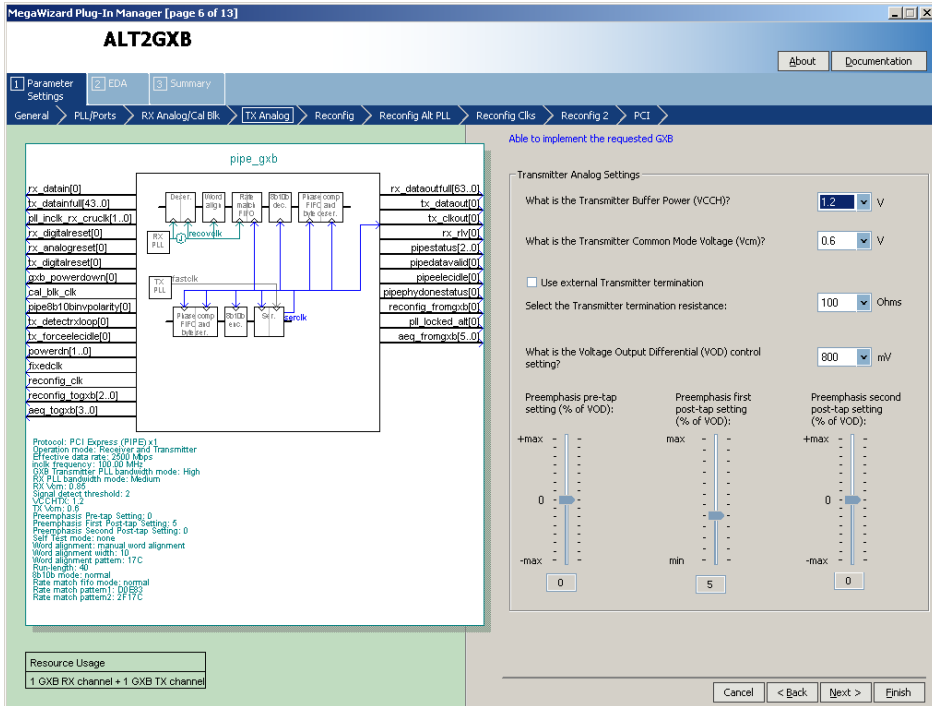 MegaWizard Plug-In Manager [page 6 of 13]
ALT2GXB
About
Documentation
1 Parameter Settings
2 EDA
3 Summary
General
PLL/Ports
RX Analog/Cal Blk
TX Analog
Reconfig
Reconfig Alt PLL
Reconfig Clks
Reconfig 2
PCI
pipe_gxb
rx_datain[0]
tx_datainfull[43..0]
pll_inclk_rx_cruclk[1..0]
rx_digitalreset[0]
rx_analogreset[0]
tx_digitalreset[0]
gxb_powerdown[0]
cal_blk_clk
pipe8b10binvpolarity[0]
tx_detectrxloop[0]
tx_forceelecidle[0]
powerdn[1..0]
fixedclk
reconfig_clk
reconfig_togxb[2..0]
aeq_togxb[3..0]
Deser.
Word align
Rate match FIFO
8b10b dec.
Phase comp FIFO and byte deser.
RX PLL
recovclk
TX PLL
fastclk
Phase comp FIFO and byte ser.
8b10b enc.
Ser.
serclk
rx_dataoutfull[63..0]
tx_dataout[0]
tx_clkout[0]
rx_rlv[0]
pipestatus[2..0]
pipedatavalid[0]
pipeelecidle[0]
pipephydonestatus[0]
reconfig_fromgxb[0]
pll_locked_alt[0]
aeq_fromgxb[5..0]
Protocol: PCI Express (PIPE) x1
Operation mode: Receiver and Transmitter
Effective data rate: 2500 Mbps
inclk frequency: 100.00 MHz
GXB Transmitter PLL bandwidth mode: High
RX PLL bandwidth mode: Medium
RX Vcm: 0.85
Signal detect threshold: 2
VCCHTX: 1.2
TX Vcm: 0.6
Preemphasis Pre-tap Setting: 0
Preemphasis First Post-tap Setting: 5
Preemphasis Second Post-tap Setting: 0
Self Test mode: none
Word alignment: manual word alignment
Word alignment width: 10
Word alignment pattern: 17C
Run-length: 40
8b10b mode: normal
Rate match fifo mode: normal
Rate match pattern1: D0E83
Rate match pattern2: 2F17C
Resource Usage
1 GXB RX channel + 1 GXB TX channel
Able to implement the requested GXB
Transmitter Analog Settings
What is the Transmitter Buffer Power (VCCH)?
1.2
V
What is the Transmitter Common Mode Voltage (Vcm)?
0.6
V
Use external Transmitter termination
Select the Transmitter termination resistance:
100
Ohms
What is the Voltage Output Differential (VOD) control
setting?
800
mV
Preemphasis pre-tap
setting (% of VOD):
+max
0
-max
0
Preemphasis first
post-tap setting
(% of VOD):
max
min
5
Preemphasis second
post-tap setting
(% of VOD):
+max
0
-max
0
Cancel
< Back
Next >
Finish